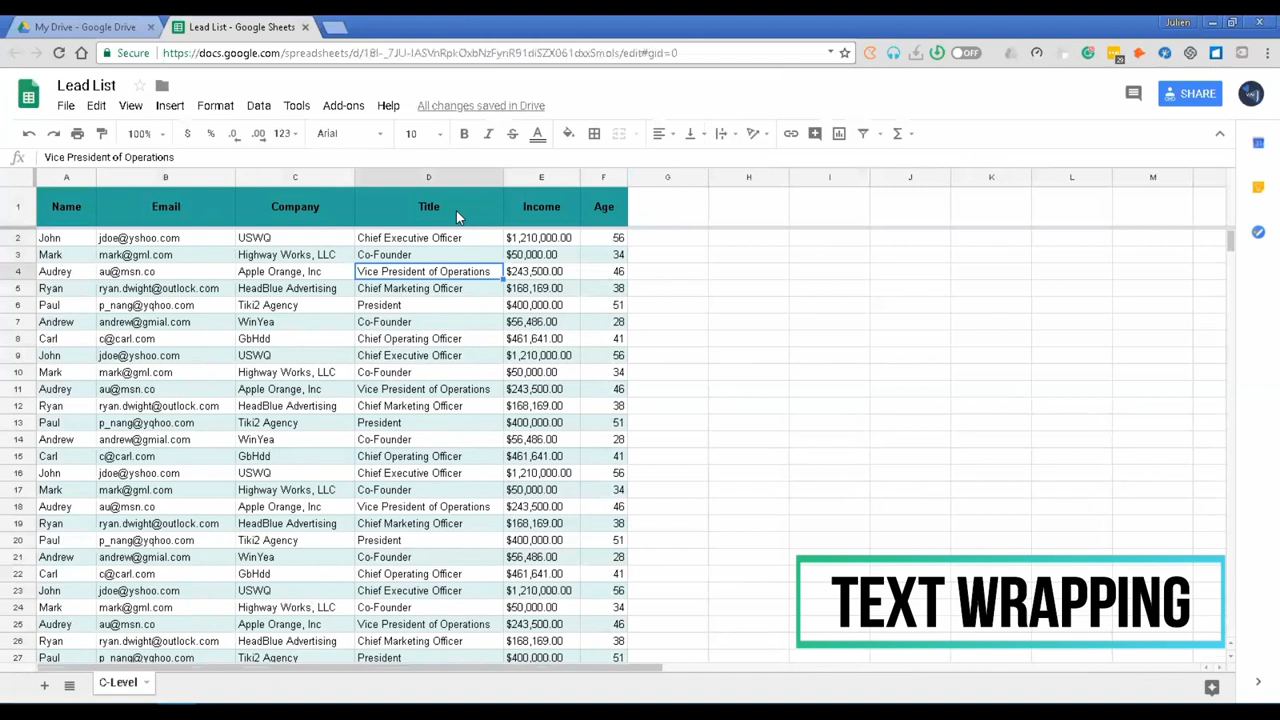 Julien
My Drive - Google Drive
Lead List - Google Sheets
Secure
OFF
29
Lead List
File Edit View Insert Format Data Tools Add-ons Help All changes saved in Drive
SHARE
100% $ % .0 .00 123 Arial 10
fx Vice President of Operations
A B C D E F G H I J K L M
1 Name Email Company Title Income Age
2 John jdoe@yshoo.com USWQ Chief Executive Officer $1,210,000.00 56
3 Mark mark@gml.com Highway Works, LLC Co-Founder $50,000.00 34
4 Audrey au@msn.co Apple Orange, Inc Vice President of Operations $243,500.00 46
5 Ryan ryan.dwight@outlock.com HeadBlue Advertising Chief Marketing Officer $168,169.00 38
6 Paul p_nang@yqhoo.com Tiki2 Agency President $400,000.00 51
7 Andrew andrew@gmial.com WinYea Co-Founder $56,486.00 28
8 Carl c@carl.com GbHdd Chief Operating Officer $461,641.00 41
9 John jdoe@yshoo.com USWQ Chief Executive Officer $1,210,000.00 56
10 Mark mark@gml.com Highway Works, LLC Co-Founder $50,000.00 34
11 Audrey au@msn.co Apple Orange, Inc Vice President of Operations $243,500.00 46
12 Ryan ryan.dwight@outlock.com HeadBlue Advertising Chief Marketing Officer $168,169.00 38
13 Paul p_nang@yqhoo.com Tiki2 Agency President $400,000.00 51
14 Andrew andrew@gmial.com WinYea Co-Founder $56,486.00 28
15 Carl c@carl.com GbHdd Chief Operating Officer $461,641.00 41
16 John jdoe@yshoo.com USWQ Chief Executive Officer $1,210,000.00 56
17 Mark mark@gml.com Highway Works, LLC Co-Founder $50,000.00 34
18 Audrey au@msn.co Apple Orange, Inc Vice President of Operations $243,500.00 46
19 Ryan ryan.dwight@outlock.com HeadBlue Advertising Chief Marketing Officer $168,169.00 38
20 Paul p_nang@yqhoo.com Tiki2 Agency President $400,000.00 51
21 Andrew andrew@gmial.com WinYea Co-Founder $56,486.00 28
22 Carl c@carl.com GbHdd Chief Operating Officer $461,641.00 41
23 John jdoe@yshoo.com USWQ Chief Executive Officer $1,210,000.00 56
24 Mark mark@gml.com Highway Works, LLC Co-Founder $50,000.00 34
25 Audrey au@msn.co Apple Orange, Inc Vice President of Operations $243,500.00 46
26 Ryan ryan.dwight@outlock.com HeadBlue Advertising Chief Marketing Officer $168,169.00 38
27 Paul p_nang@yqhoo.com Tiki2 Agency President $400,000.00 51
TEXT WRAPPING
C-Level